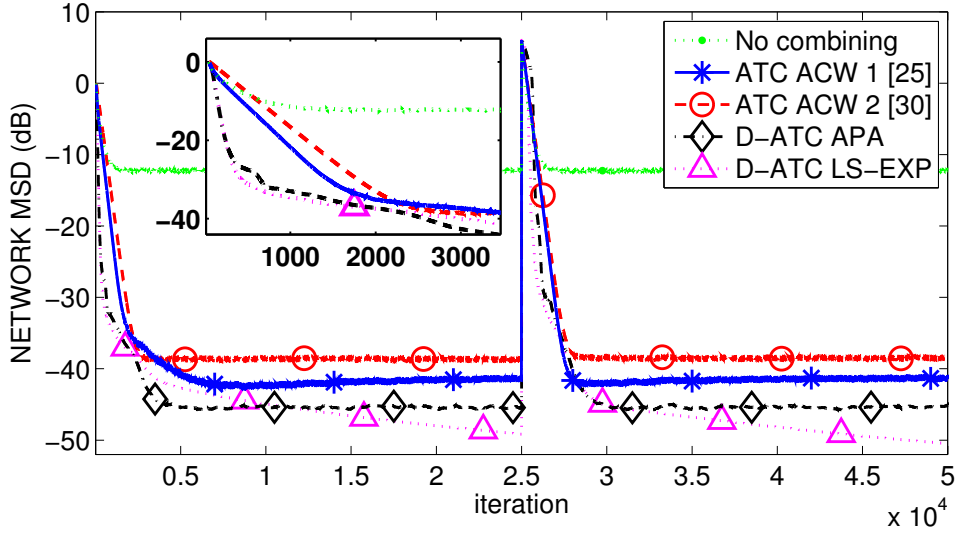 NETWORK MSD (dB)
10
0
−10
−20
−30
−40
−50
0
−20
−40
1000
2000
3000
No combining
ATC ACW 1 [25]
ATC ACW 2 [30]
D−ATC APA
D−ATC LS−EXP
0.5
1
1.5
2
2.5
3
3.5
4
4.5
5
iteration
x 10⁴